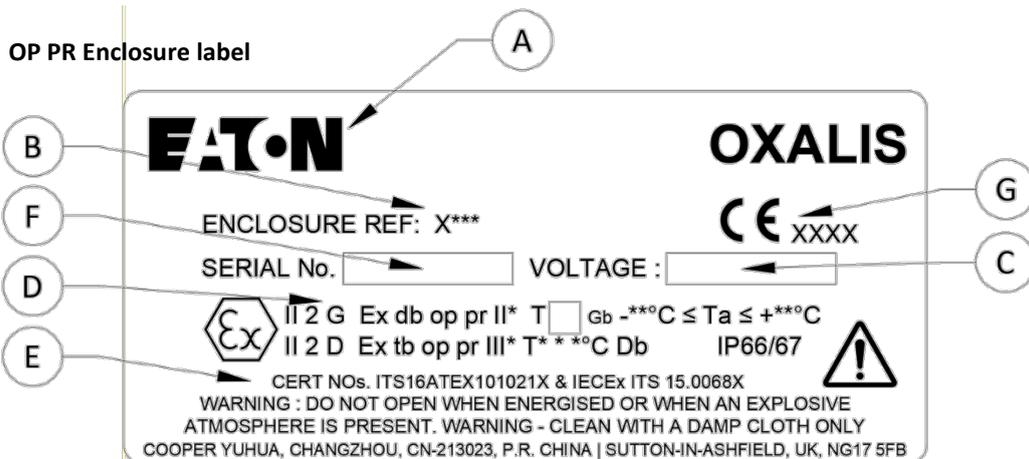 OP PR Enclosure label
A
B
F
D
E
G
C
EATON
OXALIS
ENCLOSURE REF: X***
CE XXXX
SERIAL No.
VOLTAGE :
Ex
II 2 G Ex db op pr II* T Gb -**°C ≤ Ta ≤ +**°C
II 2 D Ex tb op pr III* T* * *°C Db IP66/67
CERT NOs. ITS16ATEX101021X & IECEx ITS 15.0068X
WARNING : DO NOT OPEN WHEN ENERGISED OR WHEN AN EXPLOSIVE
ATMOSPHERE IS PRESENT. WARNING - CLEAN WITH A DAMP CLOTH ONLY
COOPER YUHUA, CHANGZHOU, CN-213023, P.R. CHINA | SUTTON-IN-ASHFIELD, UK, NG17 5FB